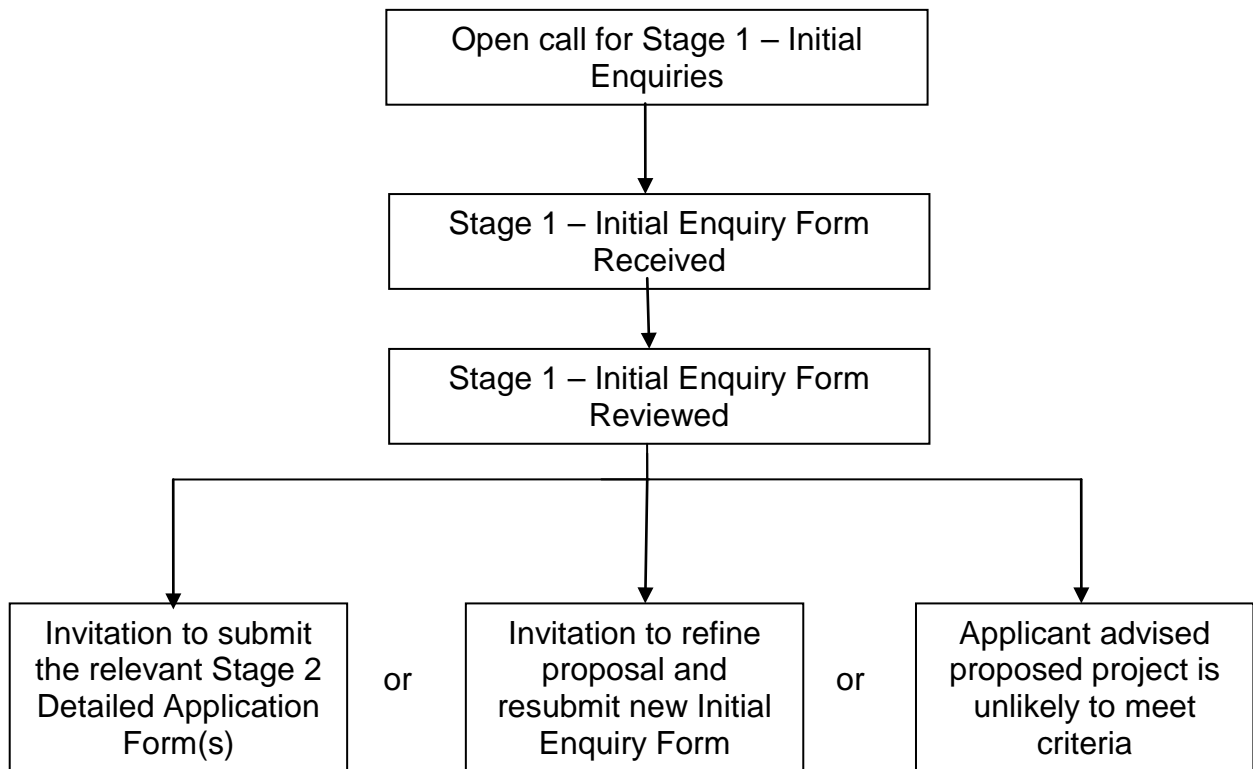 Open call for Stage 1 – Initial
Enquiries
Stage 1 – Initial Enquiry Form
Received
Stage 1 – Initial Enquiry Form
Reviewed
Invitation to submit
the relevant Stage 2
Detailed Application
Form(s)
or
Invitation to refine
proposal and
resubmit new Initial
Enquiry Form
or
Applicant advised
proposed project is
unlikely to meet
criteria